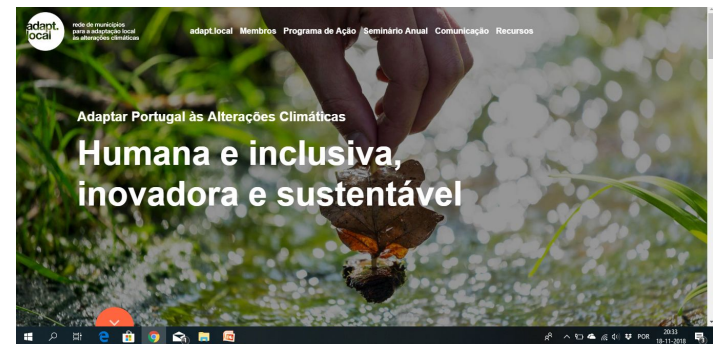 adapt.
local
rede de municípios
para a adaptação local
às alterações climáticas
adapt.local Membros Programa de Ação Seminário Anual Comunicação Recursos
Adaptar Portugal às Alterações Climáticas
Humana e inclusiva,
inovadora e sustentável
POR
20:33
18-11-2018